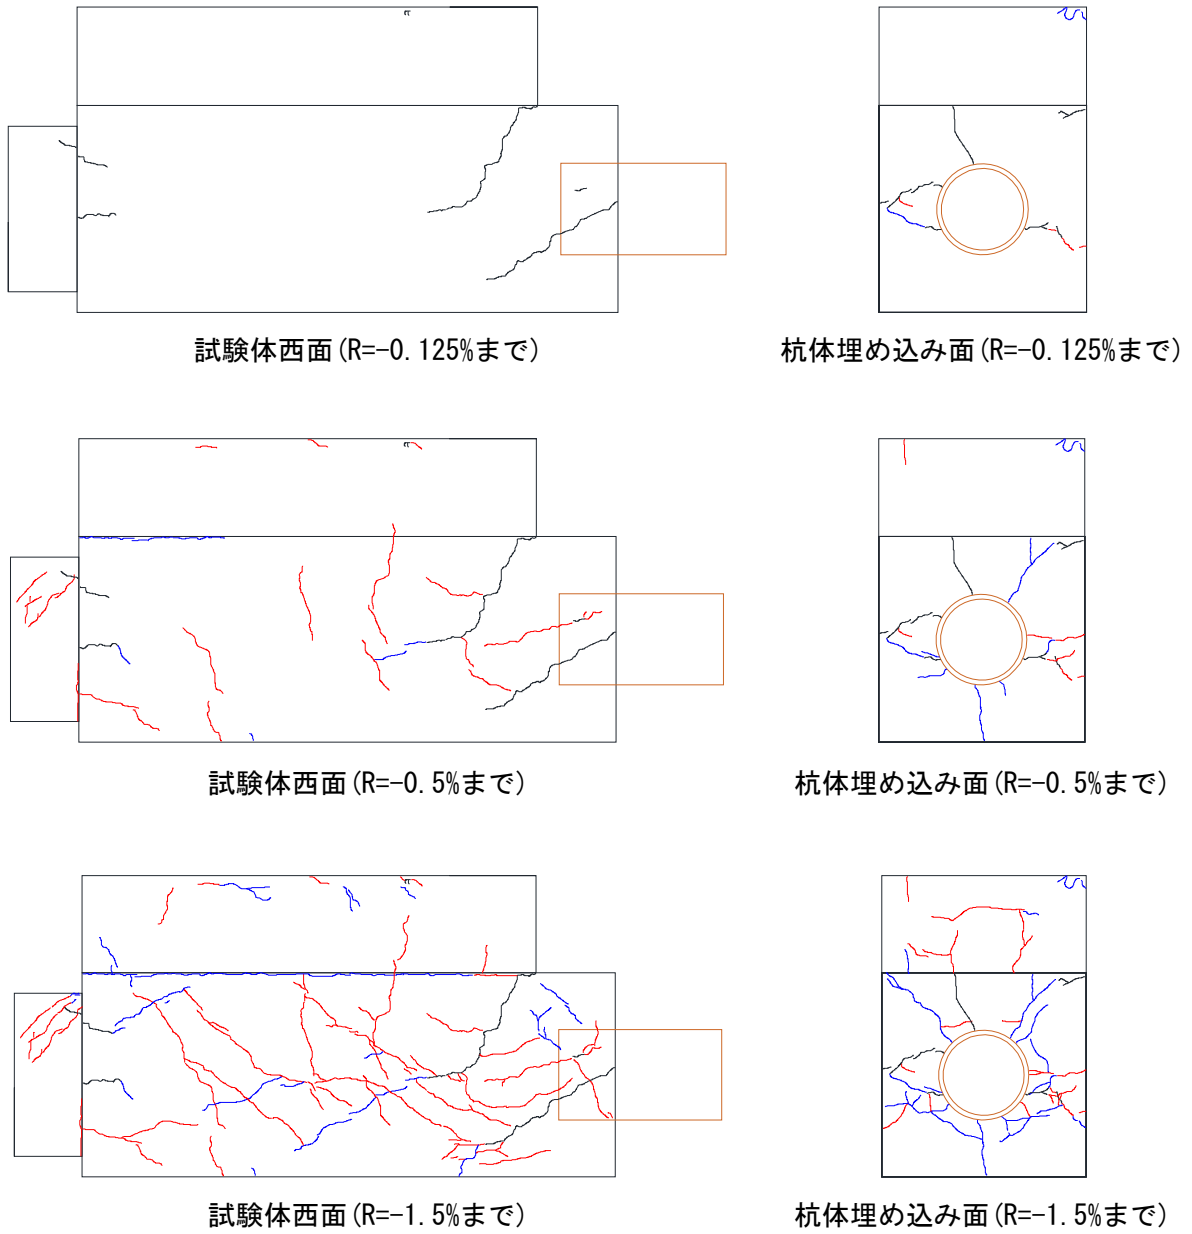 試験体西面(R=-0.125%まで)
杭体埋め込み面(R=-0.125%まで)
試験体西面(R=-0.5%まで)
杭体埋め込み面(R=-0.5%まで)
試験体西面(R=-1.5%まで)
杭体埋め込み面(R=-1.5%まで)